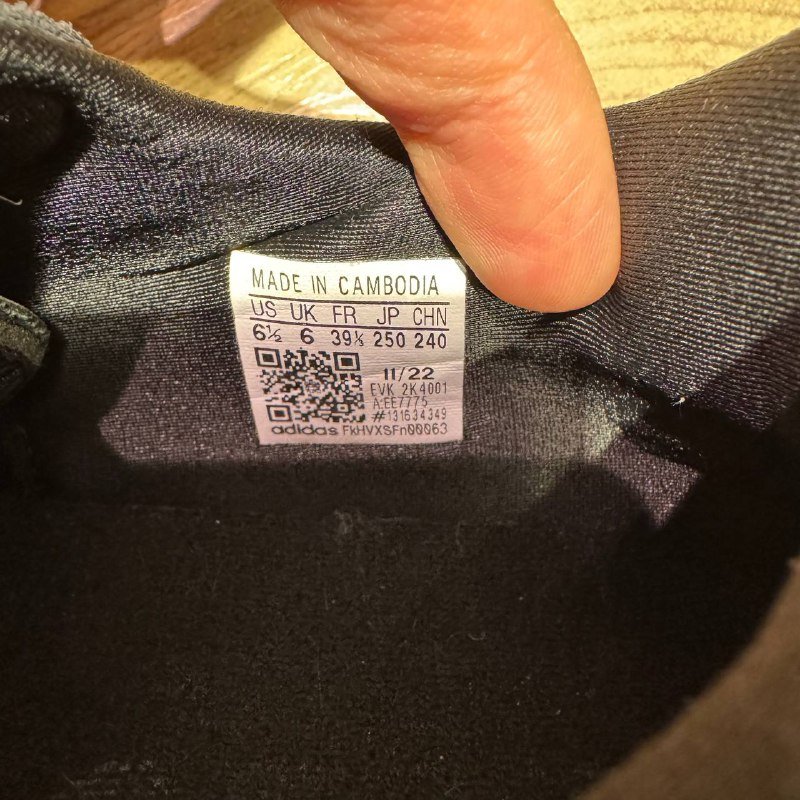 MADE IN CAMBODIA
US UK FR JP CHN
6½ 6 39⅓ 250 240
11/22
EVK 2K4001
A:EE7775
#131634349
adidas FkHVXSFn00063